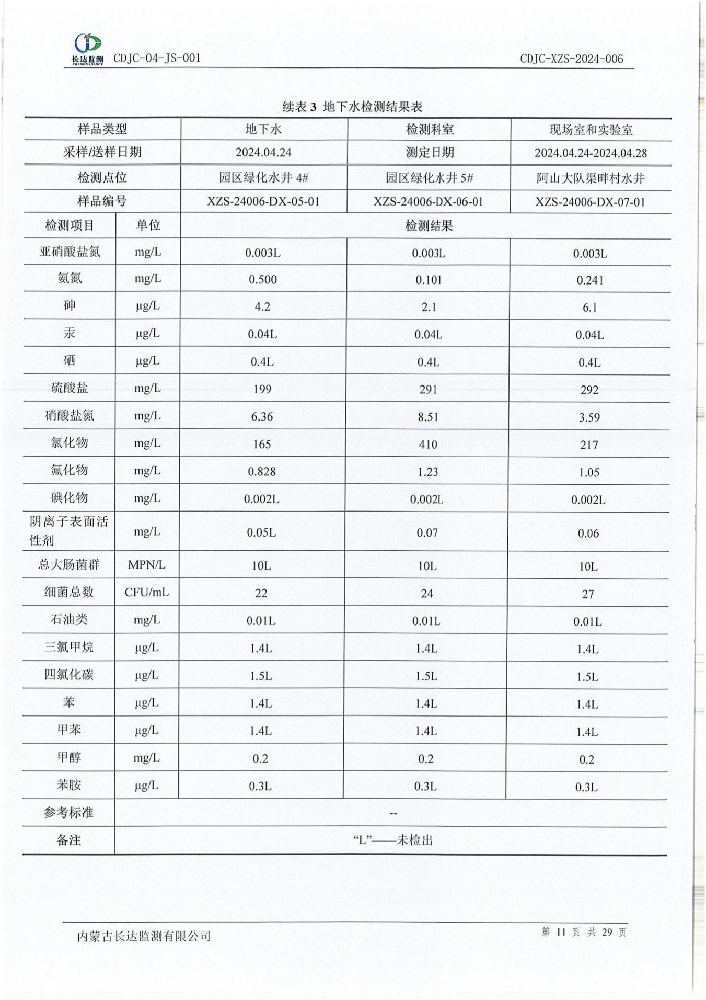 长达监测 CDJC-04-JS-001 CDJC-XZS-2024-006
CHANGDAJIANCE
续表 3 地下水检测结果表
样品类型 地下水 检测科室 现场室和实验室
采样/送样日期 2024.04.24 测定日期 2024.04.24-2024.04.28
检测点位 园区绿化水井 4# 园区绿化水井 5# 阿山大队渠畔村水井
样品编号 XZS-24006-DX-05-01 XZS-24006-DX-06-01 XZS-24006-DX-07-01
检测项目 单位 检测结果
亚硝酸盐氮 mg/L 0.003L 0.003L 0.003L
氨氮 mg/L 0.500 0.101 0.241
砷 μg/L 4.2 2.1 6.1
汞 μg/L 0.04L 0.04L 0.04L
硒 μg/L 0.4L 0.4L 0.4L
硫酸盐 mg/L 199 291 292
硝酸盐氮 mg/L 6.36 8.51 3.59
氯化物 mg/L 165 410 217
氟化物 mg/L 0.828 1.23 1.05
碘化物 mg/L 0.002L 0.002L 0.002L
阴离子表面活
性剂 mg/L 0.05L 0.07 0.06
总大肠菌群 MPN/L 10L 10L 10L
细菌总数 CFU/mL 22 24 27
石油类 mg/L 0.01L 0.01L 0.01L
三氯甲烷 μg/L 1.4L 1.4L 1.4L
四氯化碳 μg/L 1.5L 1.5L 1.5L
苯 μg/L 1.4L 1.4L 1.4L
甲苯 μg/L 1.4L 1.4L 1.4L
甲醇 mg/L 0.2 0.2 0.2
苯胺 μg/L 0.3L 0.3L 0.3L
参考标准 --
备注 “L”——未检出
内蒙古长达监测有限公司 第 11 页 共 29 页